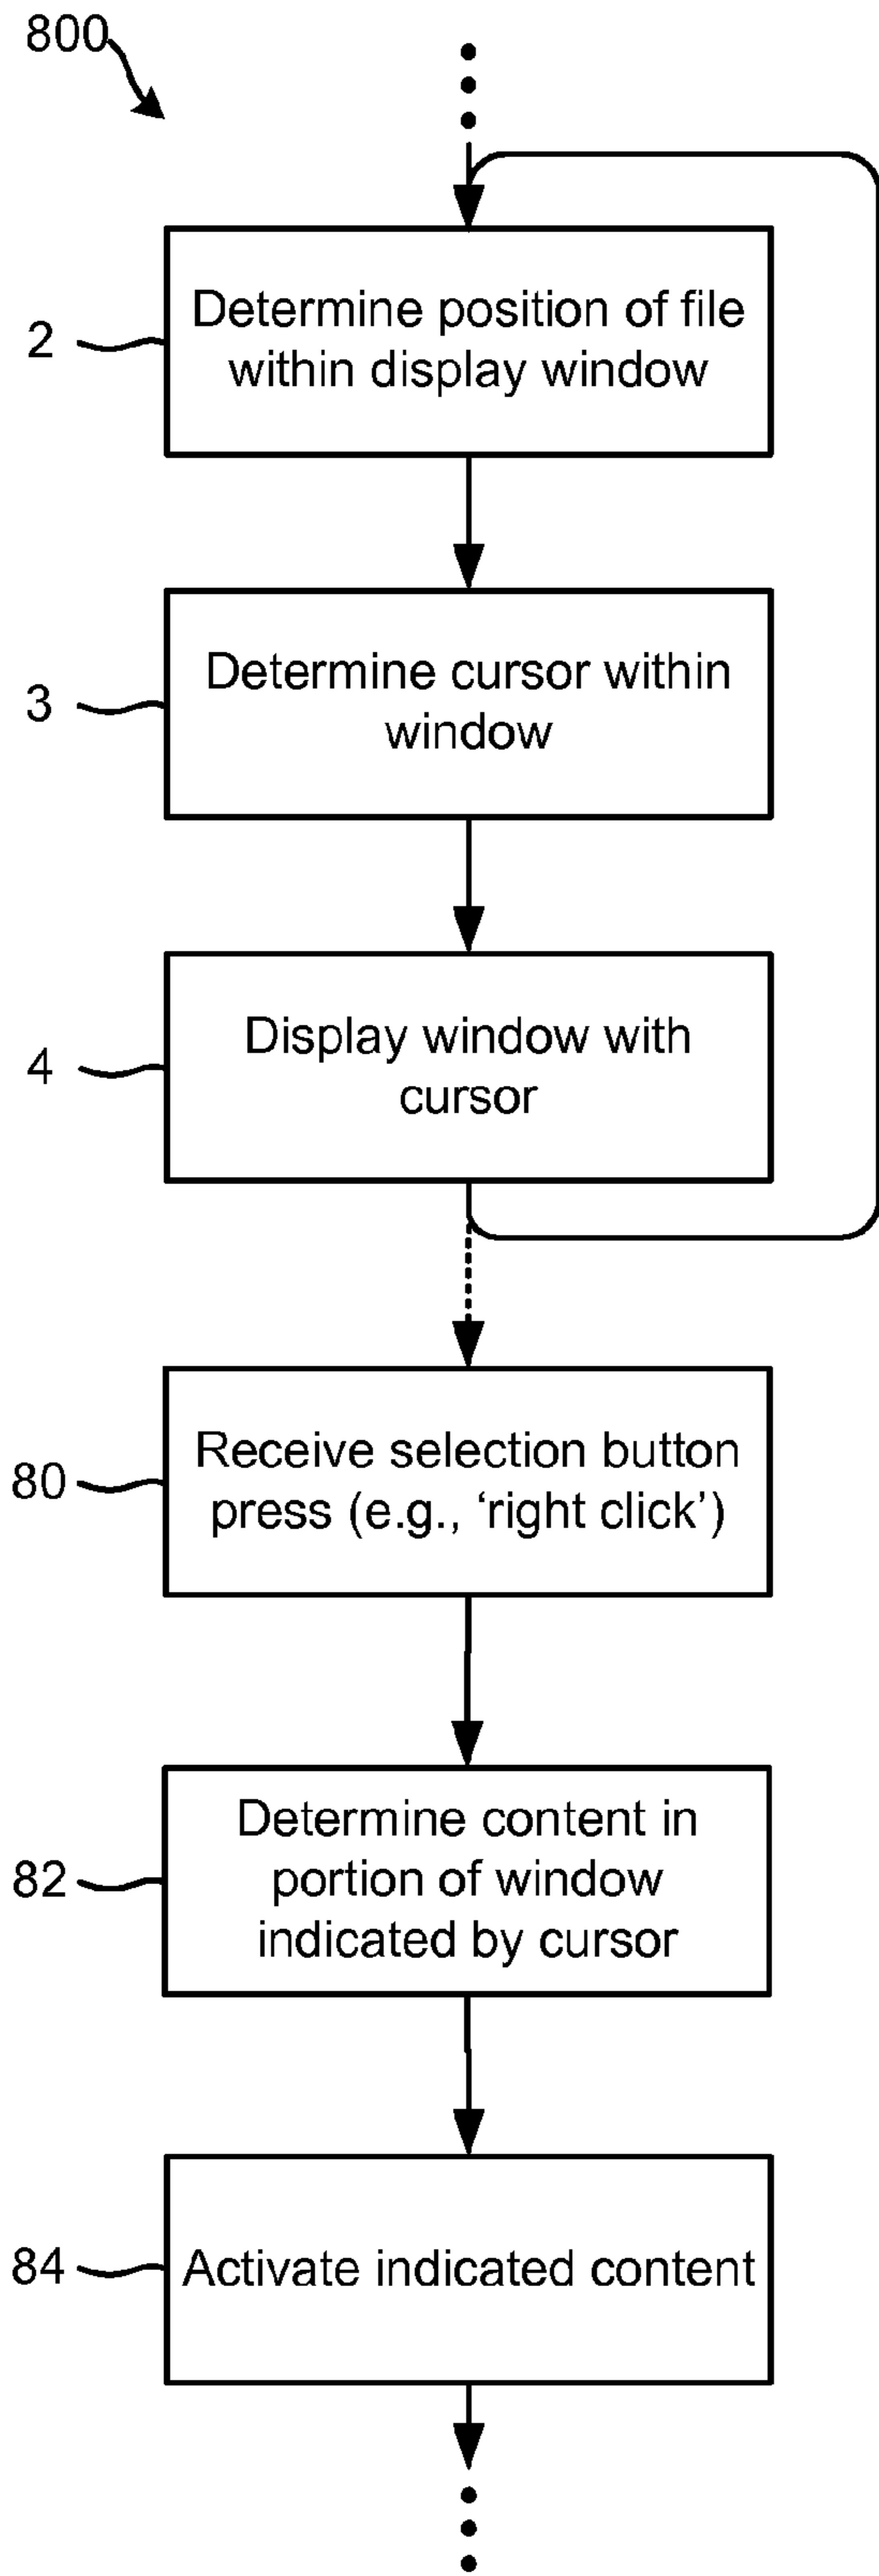 800
2
Determine position of file
within display window
3
Determine cursor within
window
4
Display window with
cursor
80
Receive selection button
press (e.g., ‘right click’)
82
Determine content in
portion of window
indicated by cursor
84
Activate indicated content